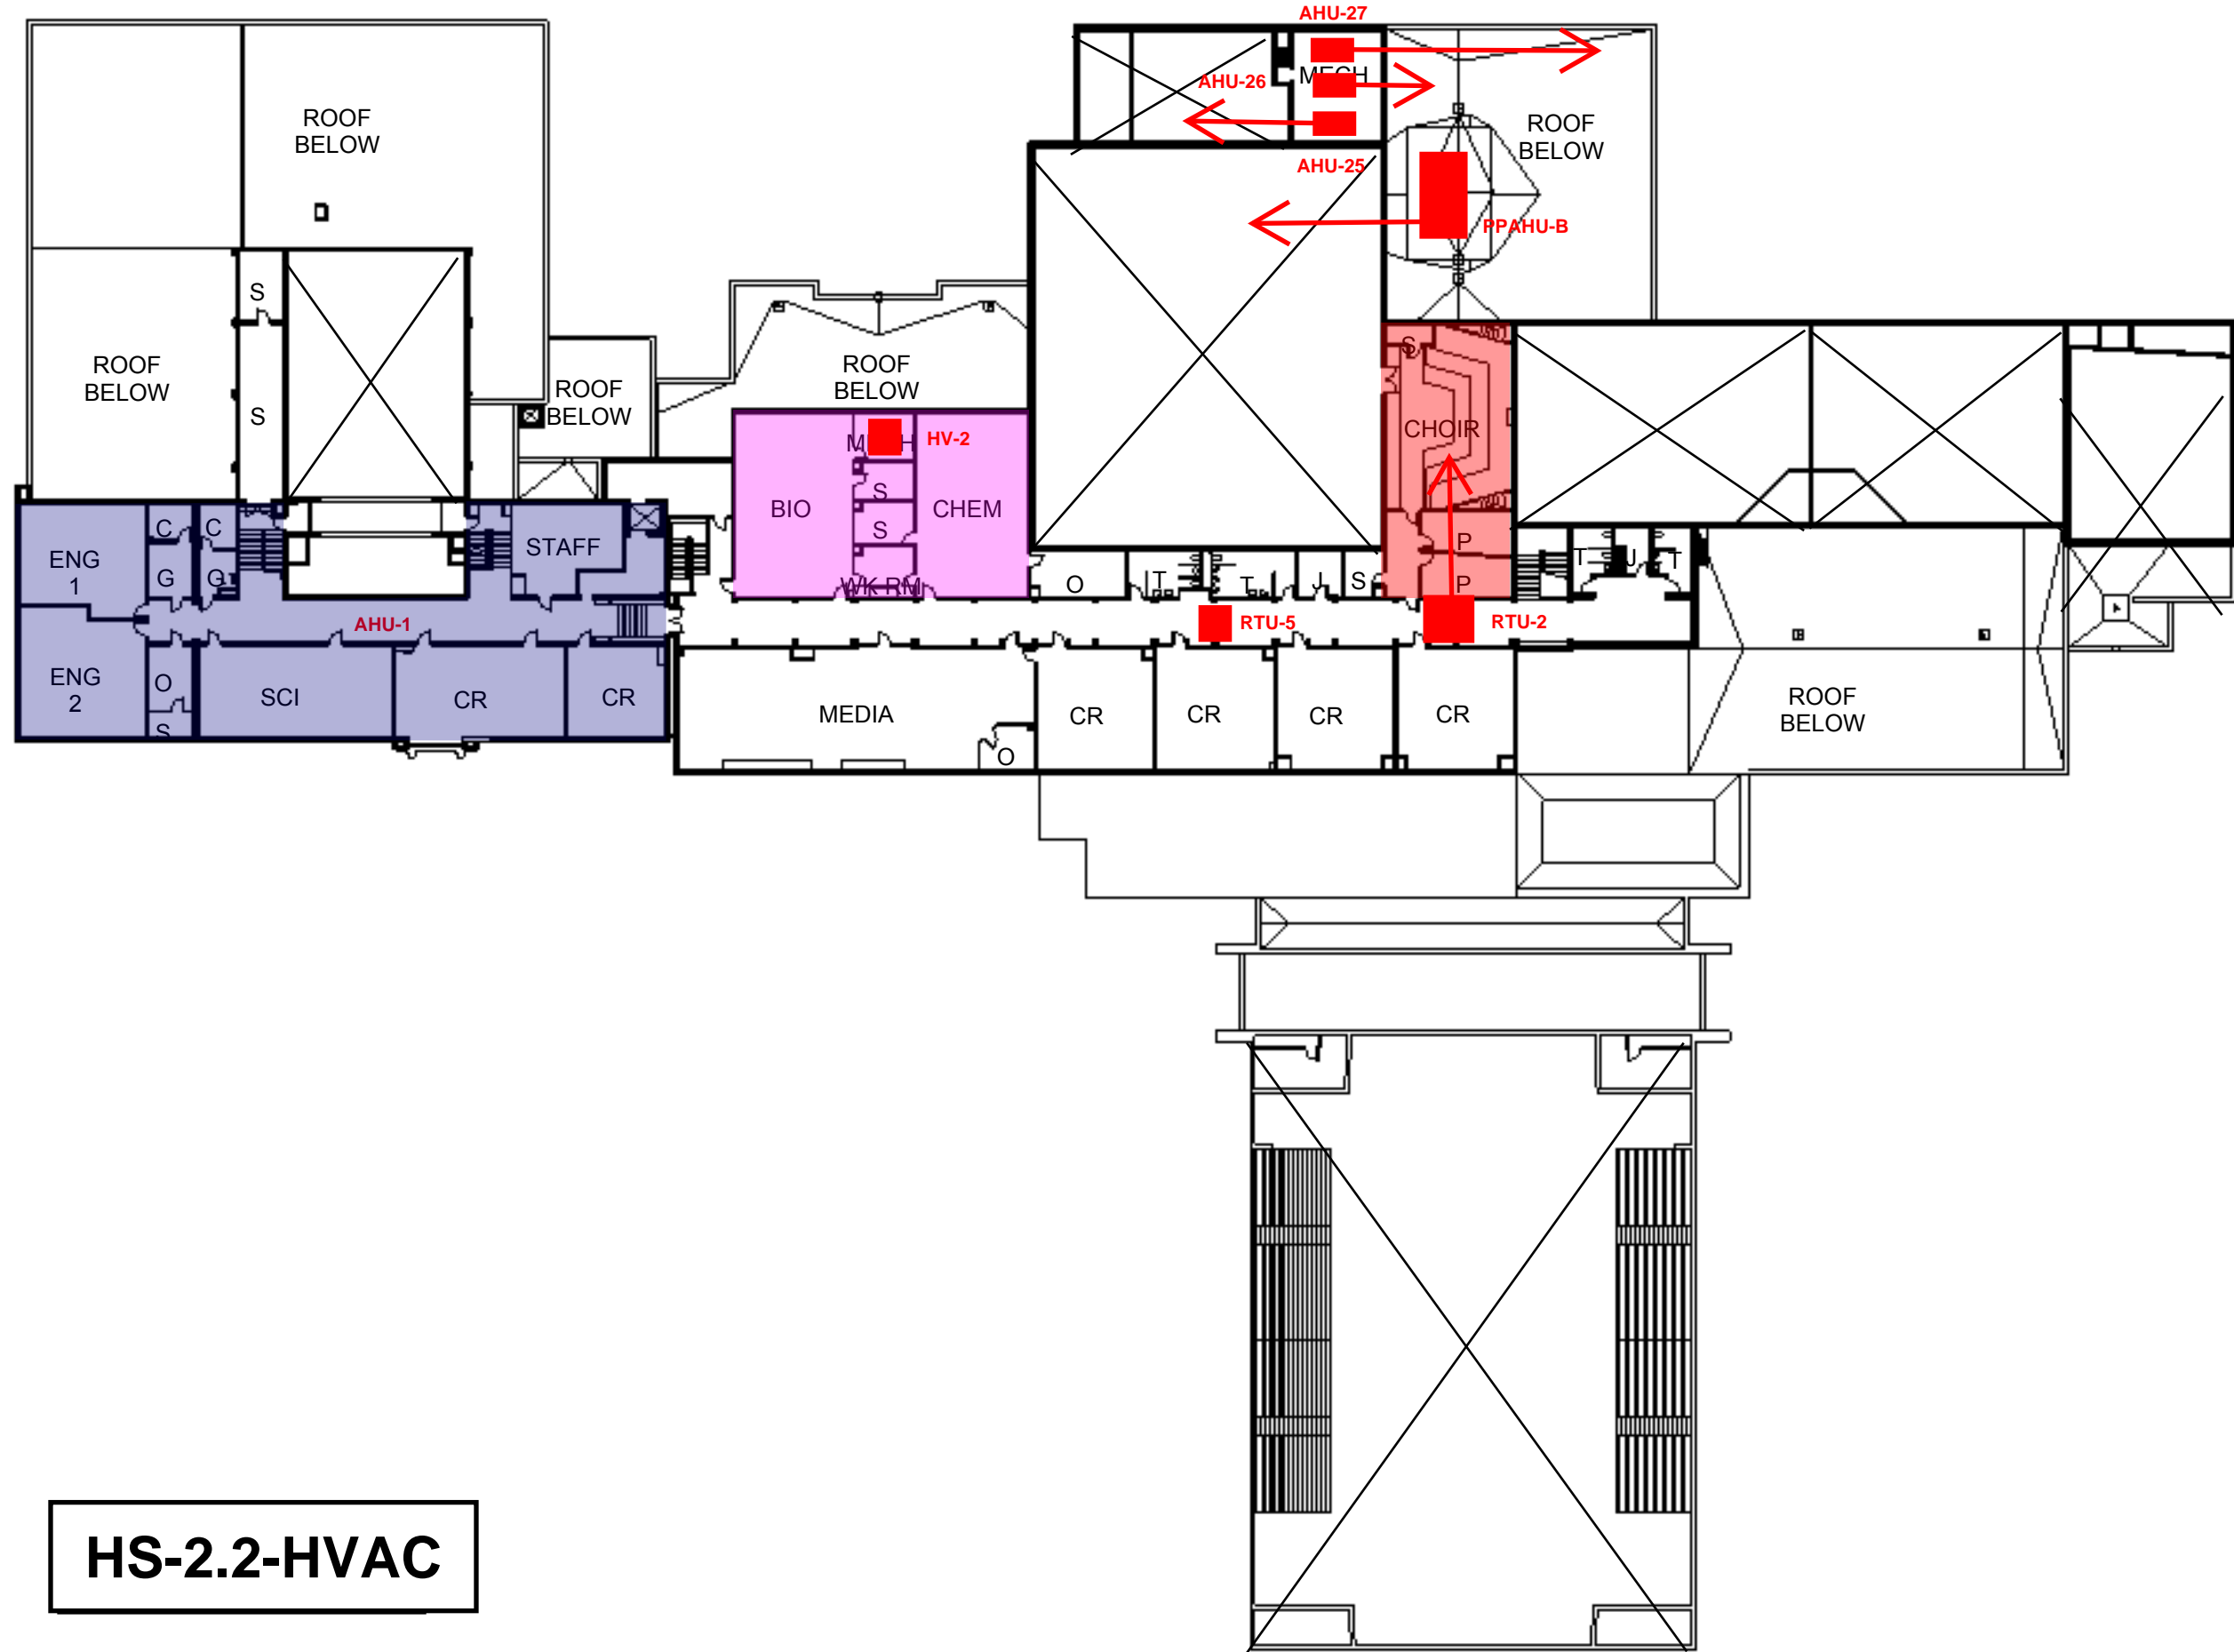 AHU-27
AHU-26
MECH
ROOF
BELOW
ROOF
BELOW
AHU-25
PPAHU-B
S
ROOF
BELOW
S
ROOF
BELOW
ROOF
BELOW
S
CHOIR
MECH
HV-2
S
S
BIO
CHEM
WK RM
C
C
ENG
1
G
G
STAFF
O
T
T
J
S
P
P
T
J
T
AHU-1
RTU-5
RTU-2
ENG
2
O
S
SCI
CR
CR
MEDIA
O
CR
CR
CR
CR
ROOF
BELOW
HS-2.2-HVAC